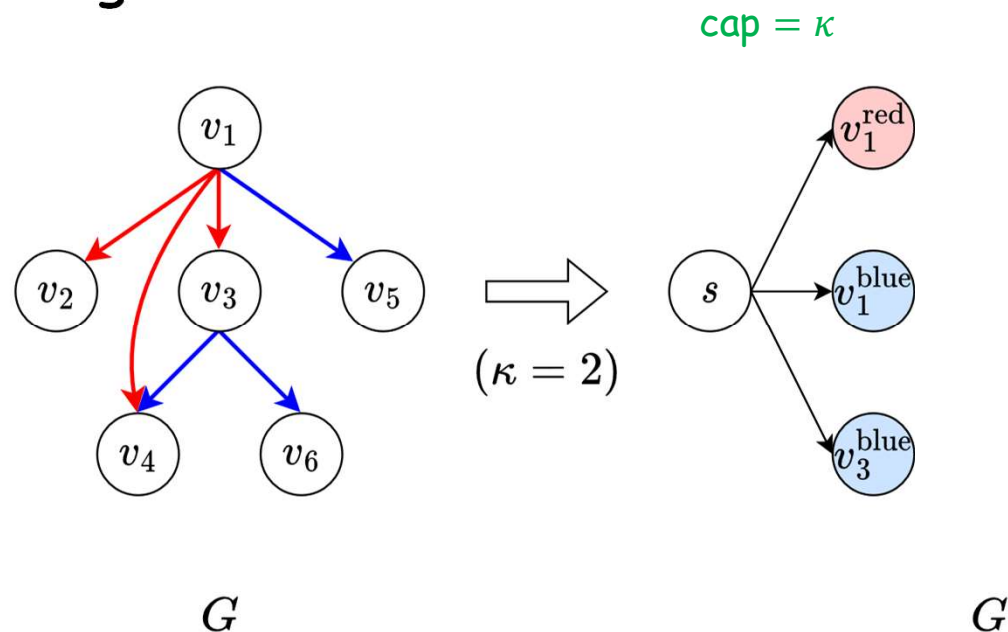 g
cap = κ
v₁
v₂
v₃
v₅
v₄
v₆
(κ = 2)
s
v₁^red
v₁^blue
v₃^blue
G
G